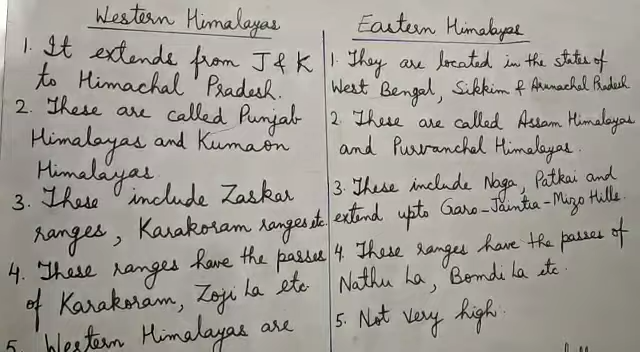 Western Himalayas
1. It extends from J & K
to Himachal Pradesh.
2. These are called Punjab
Himalayas and Kumaon
Himalayas
3. These include Zaskar
ranges, Karakoram ranges etc.
4. These ranges have the passes
of Karakoram, Zoji La etc
5. Western Himalayas are
Eastern Himalayas
1. They are located in the states of
West Bengal, Sikkim & Arunachal Pradesh
2. These are called Assam Himalayas
and Purvanchal Himalayas.
3. These include Naga, Patkai and
extend upto Garo-Jaintia-Mizo Hills.
4. These ranges have the passes of
Nathu La, Bomdi La etc.
5. Not very high.